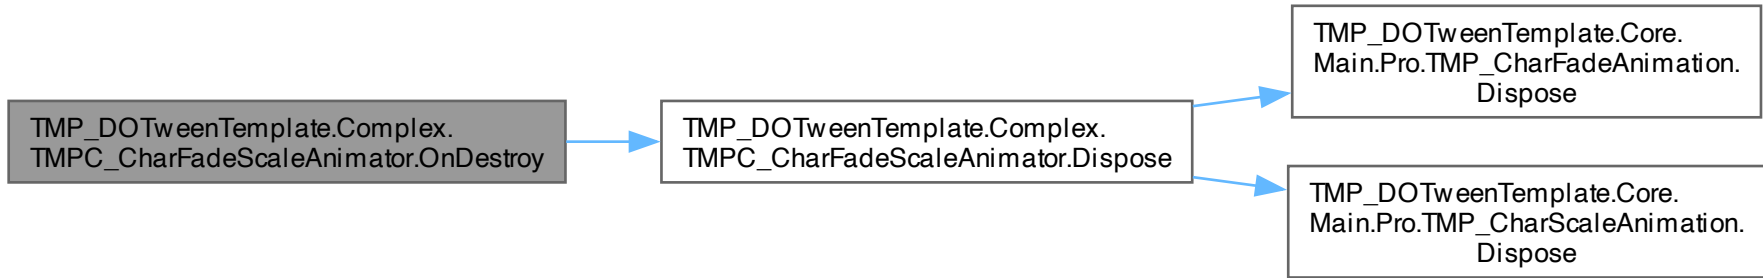 TMP_DOTweenTemplate.Complex.
TMPC_CharFadeScaleAnimator.OnDestroy
TMP_DOTweenTemplate.Complex.
TMPC_CharFadeScaleAnimator.Dispose
TMP_DOTweenTemplate.Core.
Main.Pro.TMP_CharFadeAnimation.
Dispose
TMP_DOTweenTemplate.Core.
Main.Pro.TMP_CharScaleAnimation.
Dispose